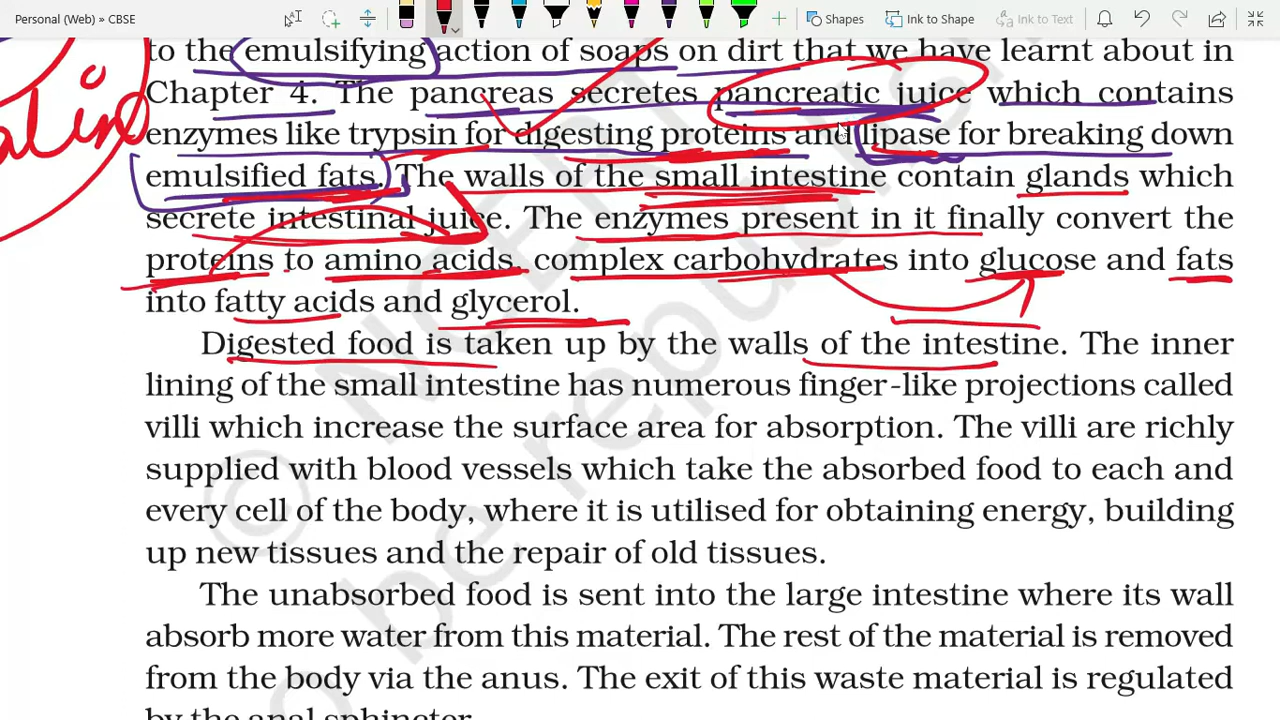 Personal (Web) » CBSE
Shapes
Ink to Shape
Ink to Text
to the emulsifying action of soaps on dirt that we have learnt about in
Chapter 4. The pancreas secretes pancreatic juice which contains
enzymes like trypsin for digesting proteins and lipase for breaking down
emulsified fats. The walls of the small intestine contain glands which
secrete intestinal juice. The enzymes present in it finally convert the
proteins to amino acids, complex carbohydrates into glucose and fats
into fatty acids and glycerol.
Digested food is taken up by the walls of the intestine. The inner
lining of the small intestine has numerous finger-like projections called
villi which increase the surface area for absorption. The villi are richly
supplied with blood vessels which take the absorbed food to each and
every cell of the body, where it is utilised for obtaining energy, building
up new tissues and the repair of old tissues.
The unabsorbed food is sent into the large intestine where its wall
absorb more water from this material. The rest of the material is removed
from the body via the anus. The exit of this waste material is regulated
by the anal sphincter.